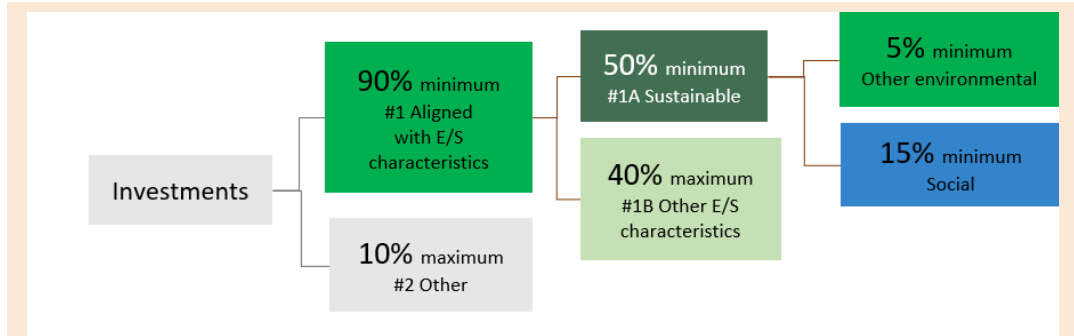 Investments
90% minimum
#1 Aligned
with E/S
characteristics
10% maximum
#2 Other
50% minimum
#1A Sustainable
40% maximum
#1B Other E/S
characteristics
5% minimum
Other environmental
15% minimum
Social